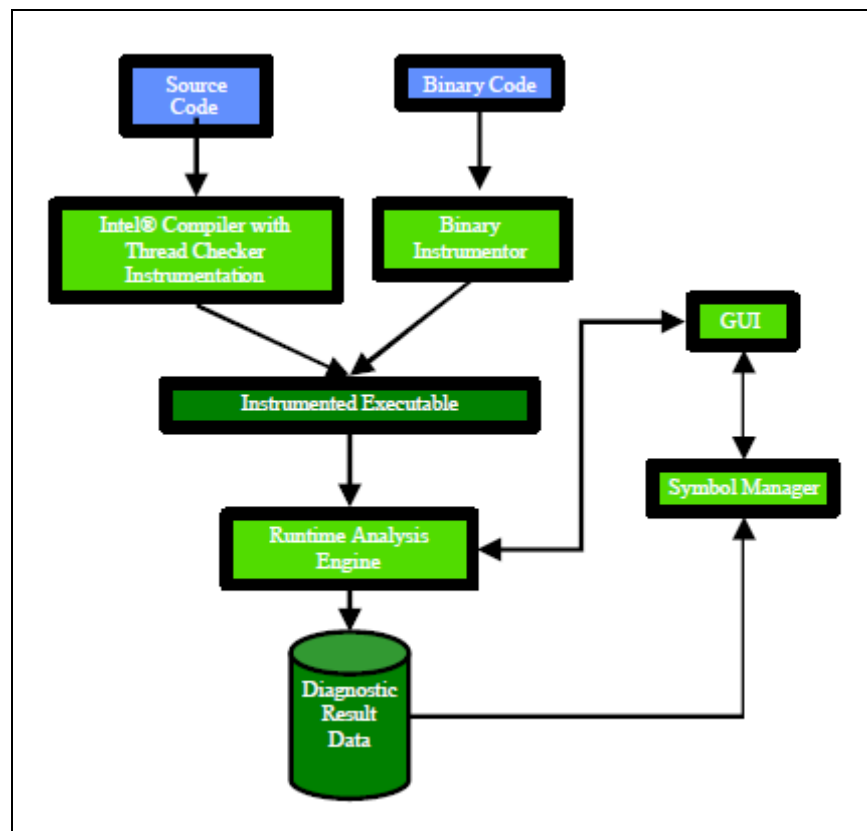 Source
Code
Binary Code
Intel® Compiler with
Thread Checker
Instrumentation
Binary
Instrumentor
GUI
Instrumented Executable
Symbol Manager
Runtime Analysis
Engine
Diagnostic
Result
Data